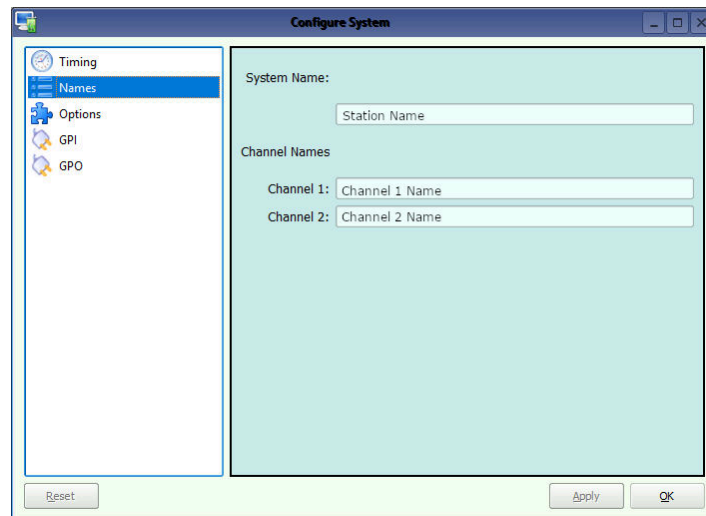 Configure System
Timing
Names
Options
GPI
GPO
System Name:
Station Name
Channel Names
Channel 1: Channel 1 Name
Channel 2: Channel 2 Name
Reset
Apply
OK